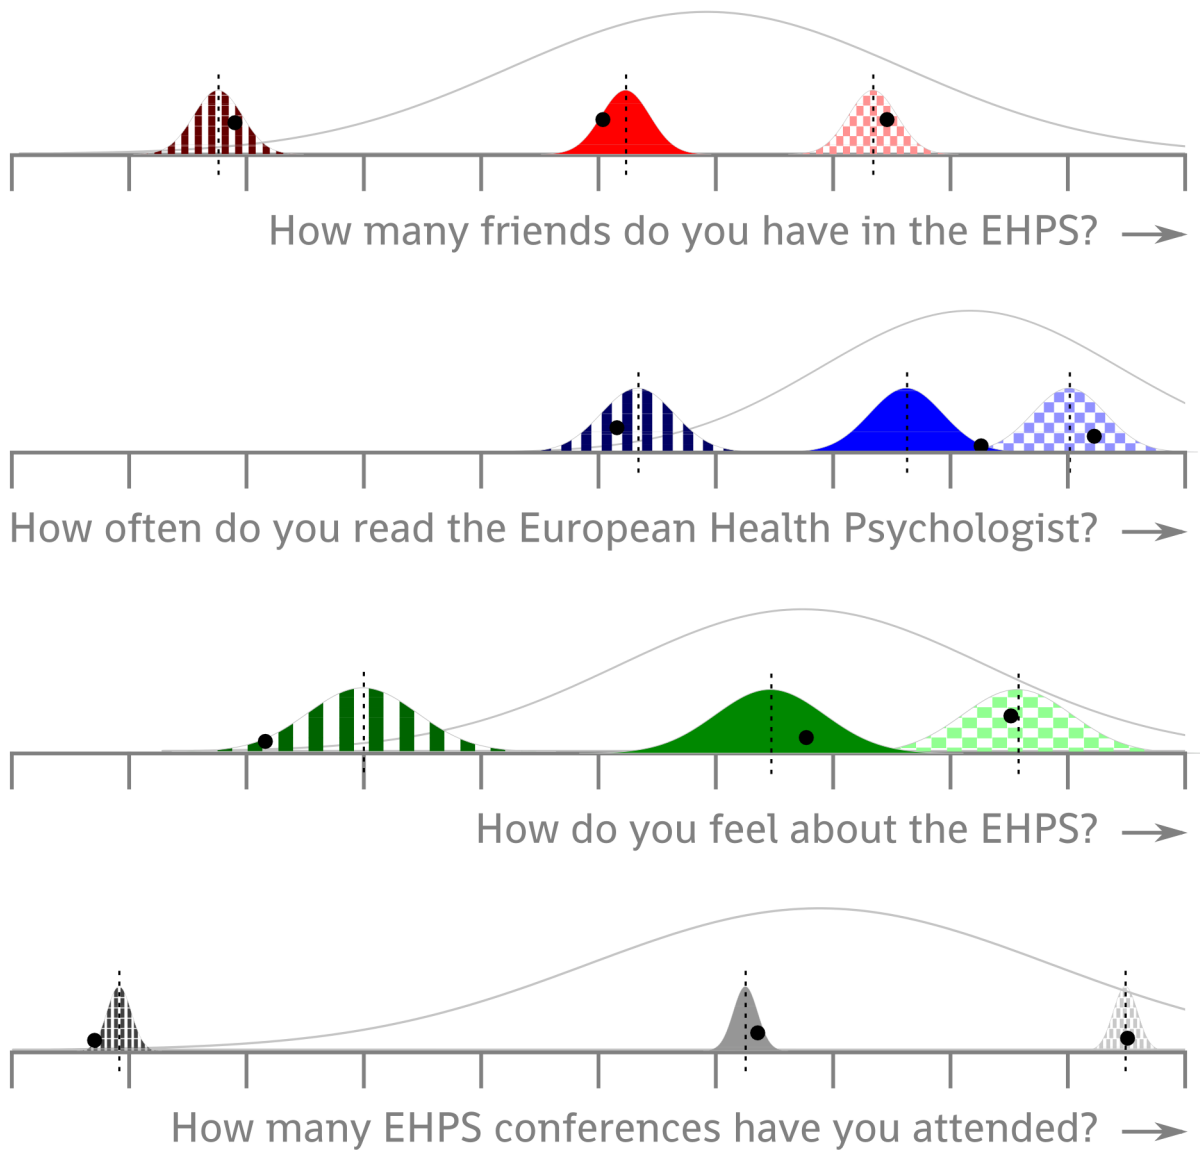 How many friends do you have in the EHPS?
How often do you read the European Health Psychologist?
How do you feel about the EHPS?
How many EHPS conferences have you attended?